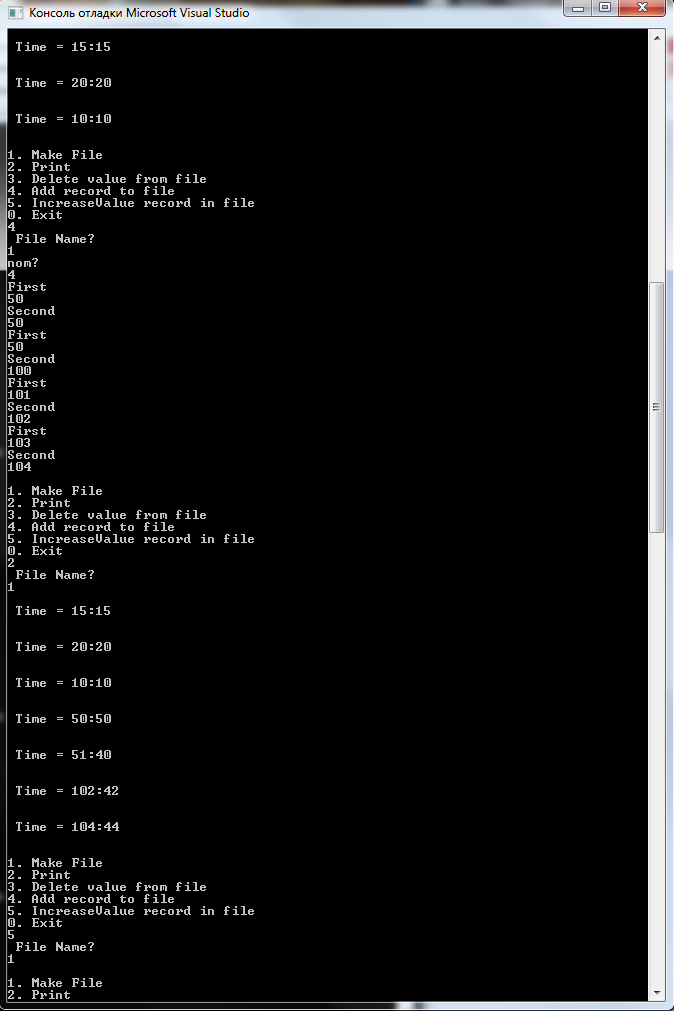 Консоль отладки Microsoft Visual Studio
Time = 15:15
Time = 20:20
Time = 10:10
1. Make File
2. Print
3. Delete value from file
4. Add record to file
5. IncreaseValue record in file
0. Exit
4
File Name?
1
nom?
4
First
50
Second
50
First
50
Second
100
First
101
Second
102
First
103
Second
104
1. Make File
2. Print
3. Delete value from file
4. Add record to file
5. IncreaseValue record in file
0. Exit
2
File Name?
1
Time = 15:15
Time = 20:20
Time = 10:10
Time = 50:50
Time = 51:40
Time = 102:42
Time = 104:44
1. Make File
2. Print
3. Delete value from file
4. Add record to file
5. IncreaseValue record in file
0. Exit
5
File Name?
1
1. Make File
2. Print